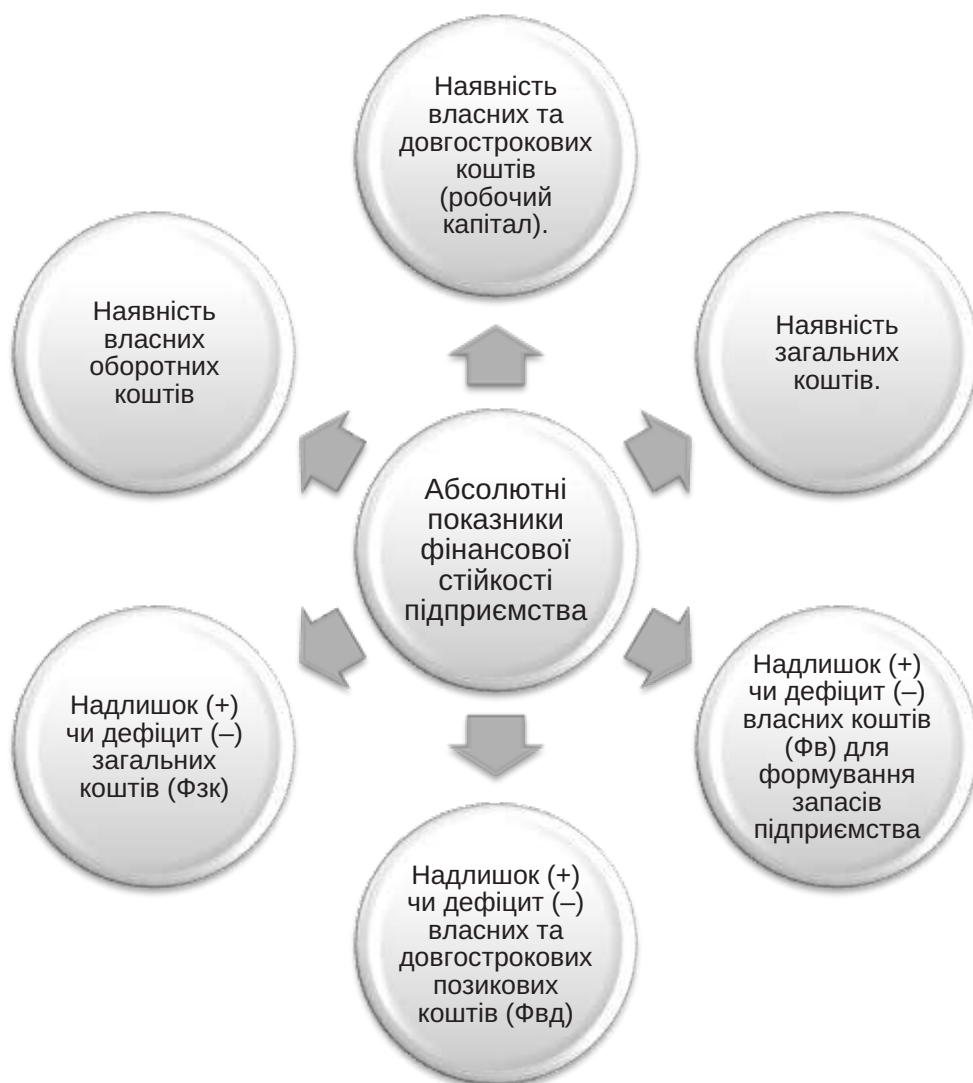 Наявність
власних та
довгострокових
коштів
(робочий
капітал).
Наявність
власних
оборотних
коштів
Наявність
загальних
коштів.
Абсолютні
показники
фінансової
стійкості
підприємства
Надлишок (+)
чи дефіцит (–)
загальних
коштів (Фзк)
Надлишок (+)
чи дефіцит (–)
власних коштів
(Фв) для
формування
запасів
підприємства
Надлишок (+)
чи дефіцит (–)
власних та
довгострокових
позикових
коштів (Фвд)